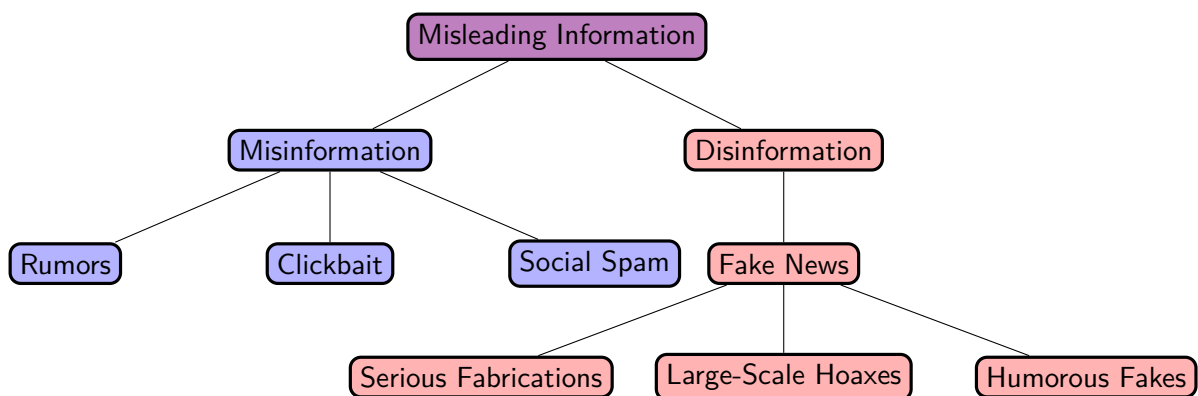 Misleading Information
Misinformation
Disinformation
Rumors
Clickbait
Social Spam
Fake News
Serious Fabrications
Large-Scale Hoaxes
Humorous Fakes